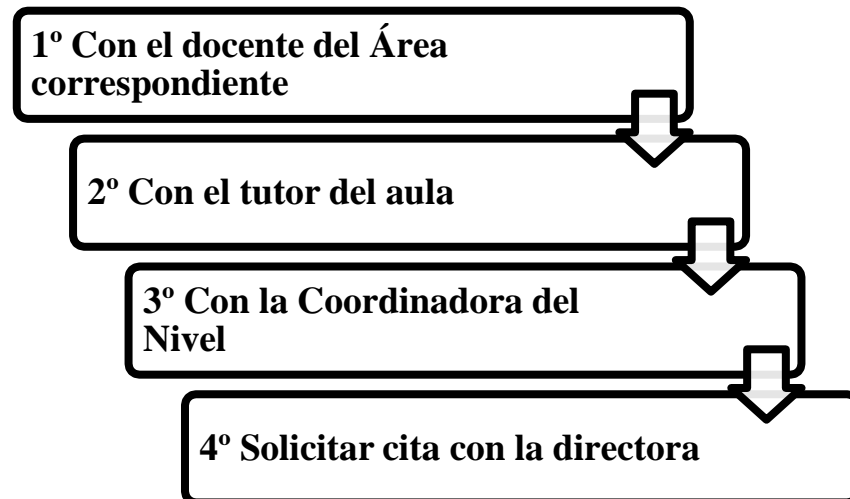 1º Con el docente del Área
correspondiente
2º Con el tutor del aula
3º Con la Coordinadora del
Nivel
4º Solicitar cita con la directora